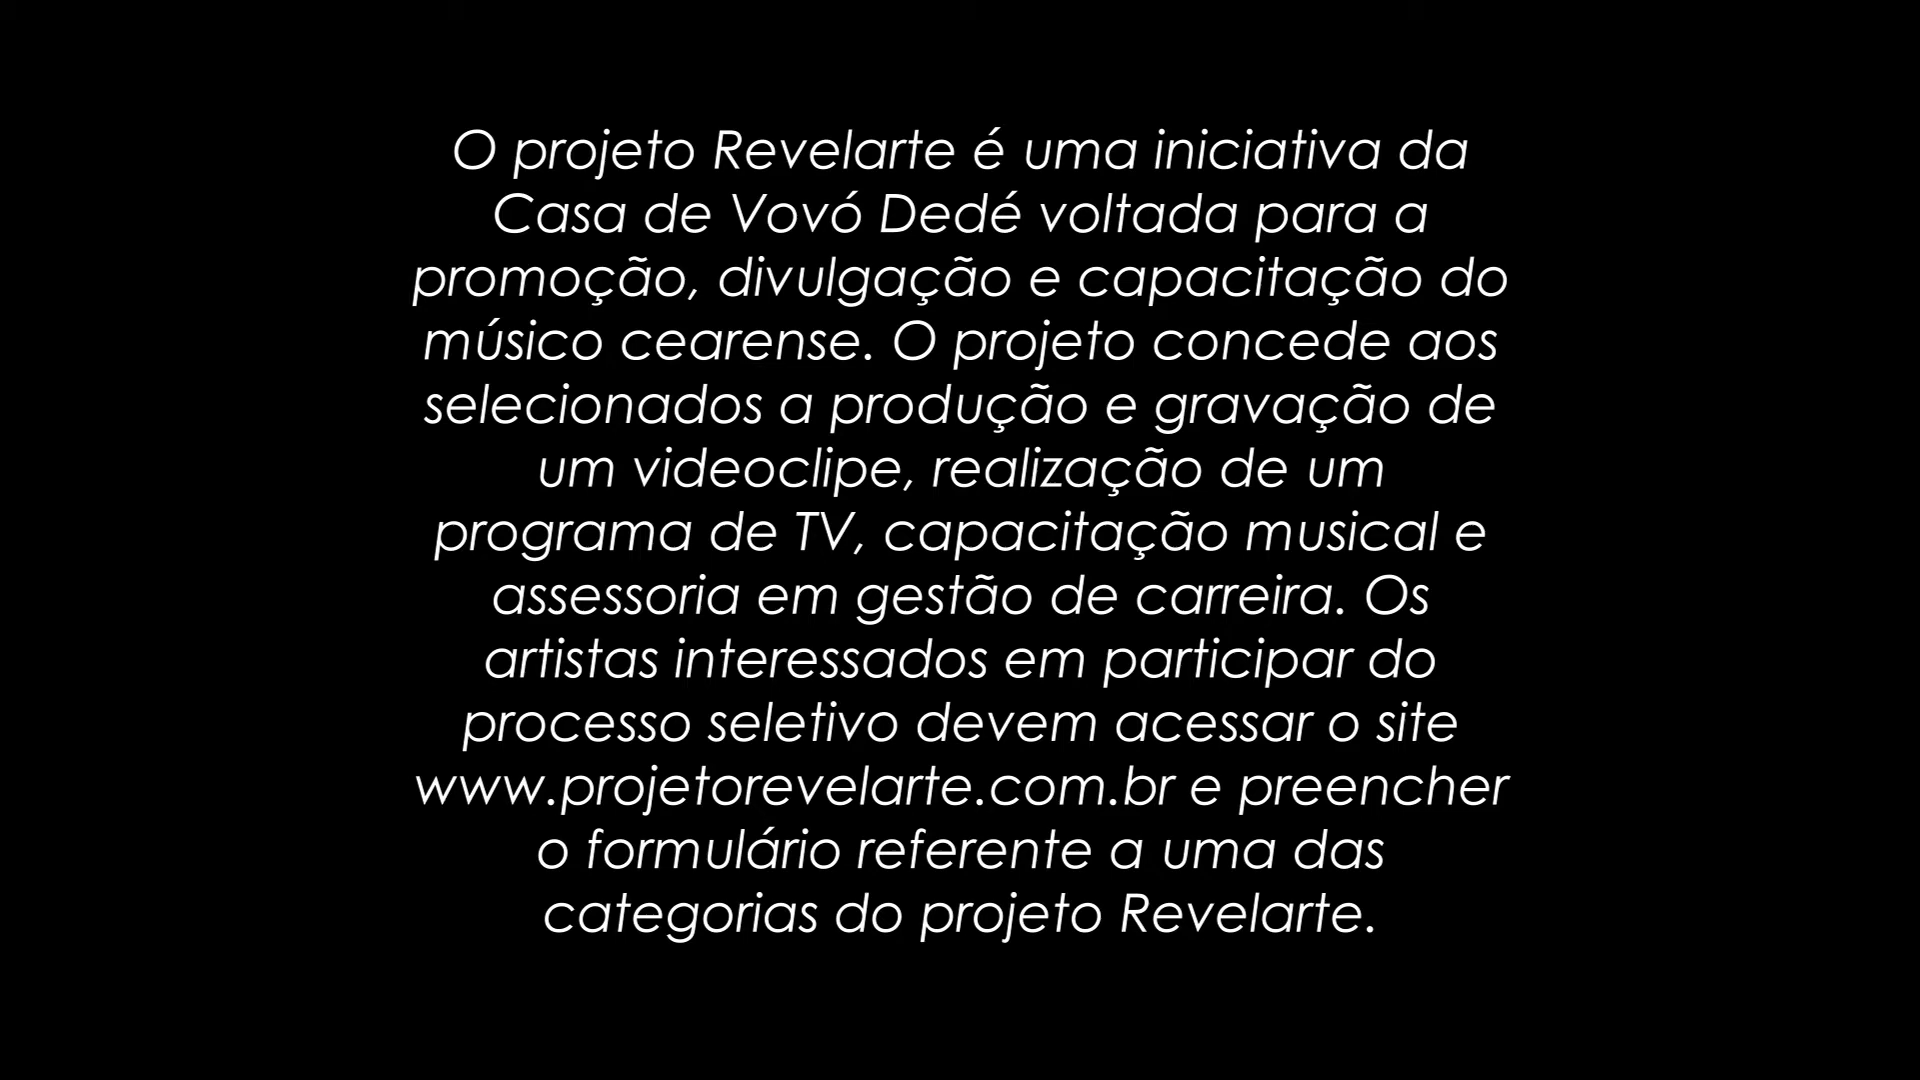 O projeto Revelarte é uma iniciativa da
Casa de Vovó Dedé voltada para a
promoção, divulgação e capacitação do
músico cearense. O projeto concede aos
selecionados a produção e gravação de
um videoclipe, realização de um
programa de TV, capacitação musical e
assessoria em gestão de carreira. Os
artistas interessados em participar do
processo seletivo devem acessar o site
www.projetorevelarte.com.br e preencher
o formulário referente a uma das
categorias do projeto Revelarte.